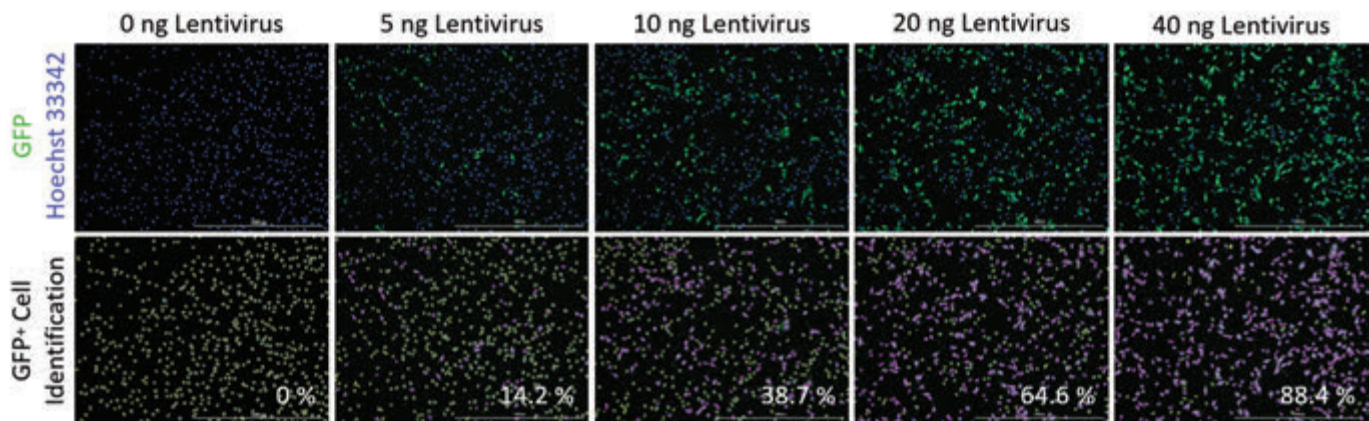 0 ng Lentivirus
5 ng Lentivirus
10 ng Lentivirus
20 ng Lentivirus
40 ng Lentivirus
GFP
Hoechst 33342
GFP+ Cell
Identification
0 %
14.2 %
38.7 %
64.6 %
88.4 %